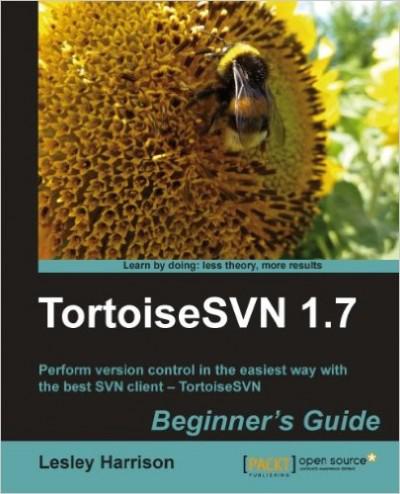 Learn by doing: less theory, more results
TortoiseSVN 1.7
Perform version control in the easiest way with
the best SVN client – TortoiseSVN
Beginner's Guide
Lesley Harrison
[PACKT] open source*
PUBLISHING